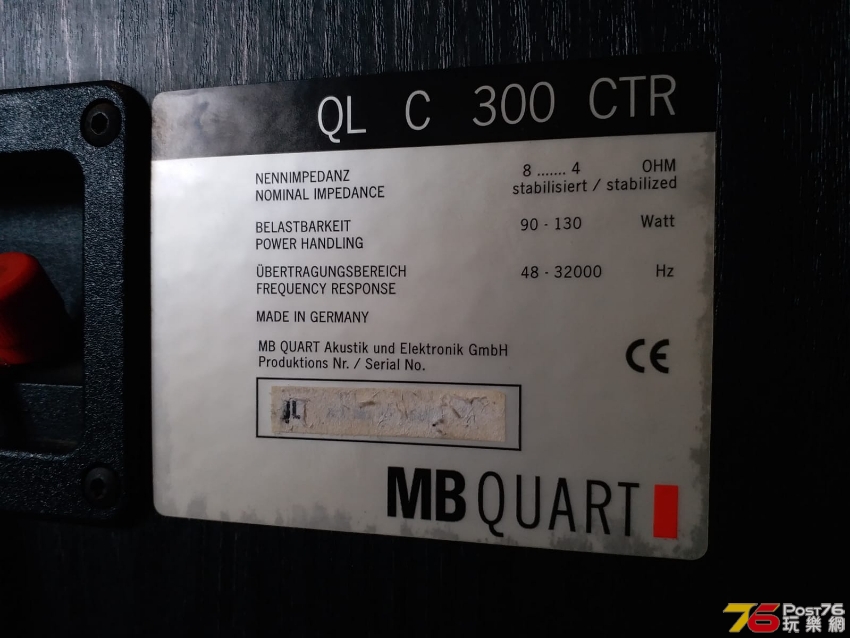 QL C 300 CTR
NENNIMPEDANZ 8 ....... 4 OHM
NOMINAL IMPEDANCE stabilisiert / stabilized
BELASTBARKEIT 90 - 130 Watt
POWER HANDLING
ÜBERTRAGUNGSBEREICH 48 - 32000 Hz
FREQUENCY RESPONSE
MADE IN GERMANY
MB QUART Akustik und Elektronik GmbH
Produktions Nr. / Serial No.
CE
MB QUART
76 POST76
玩樂網